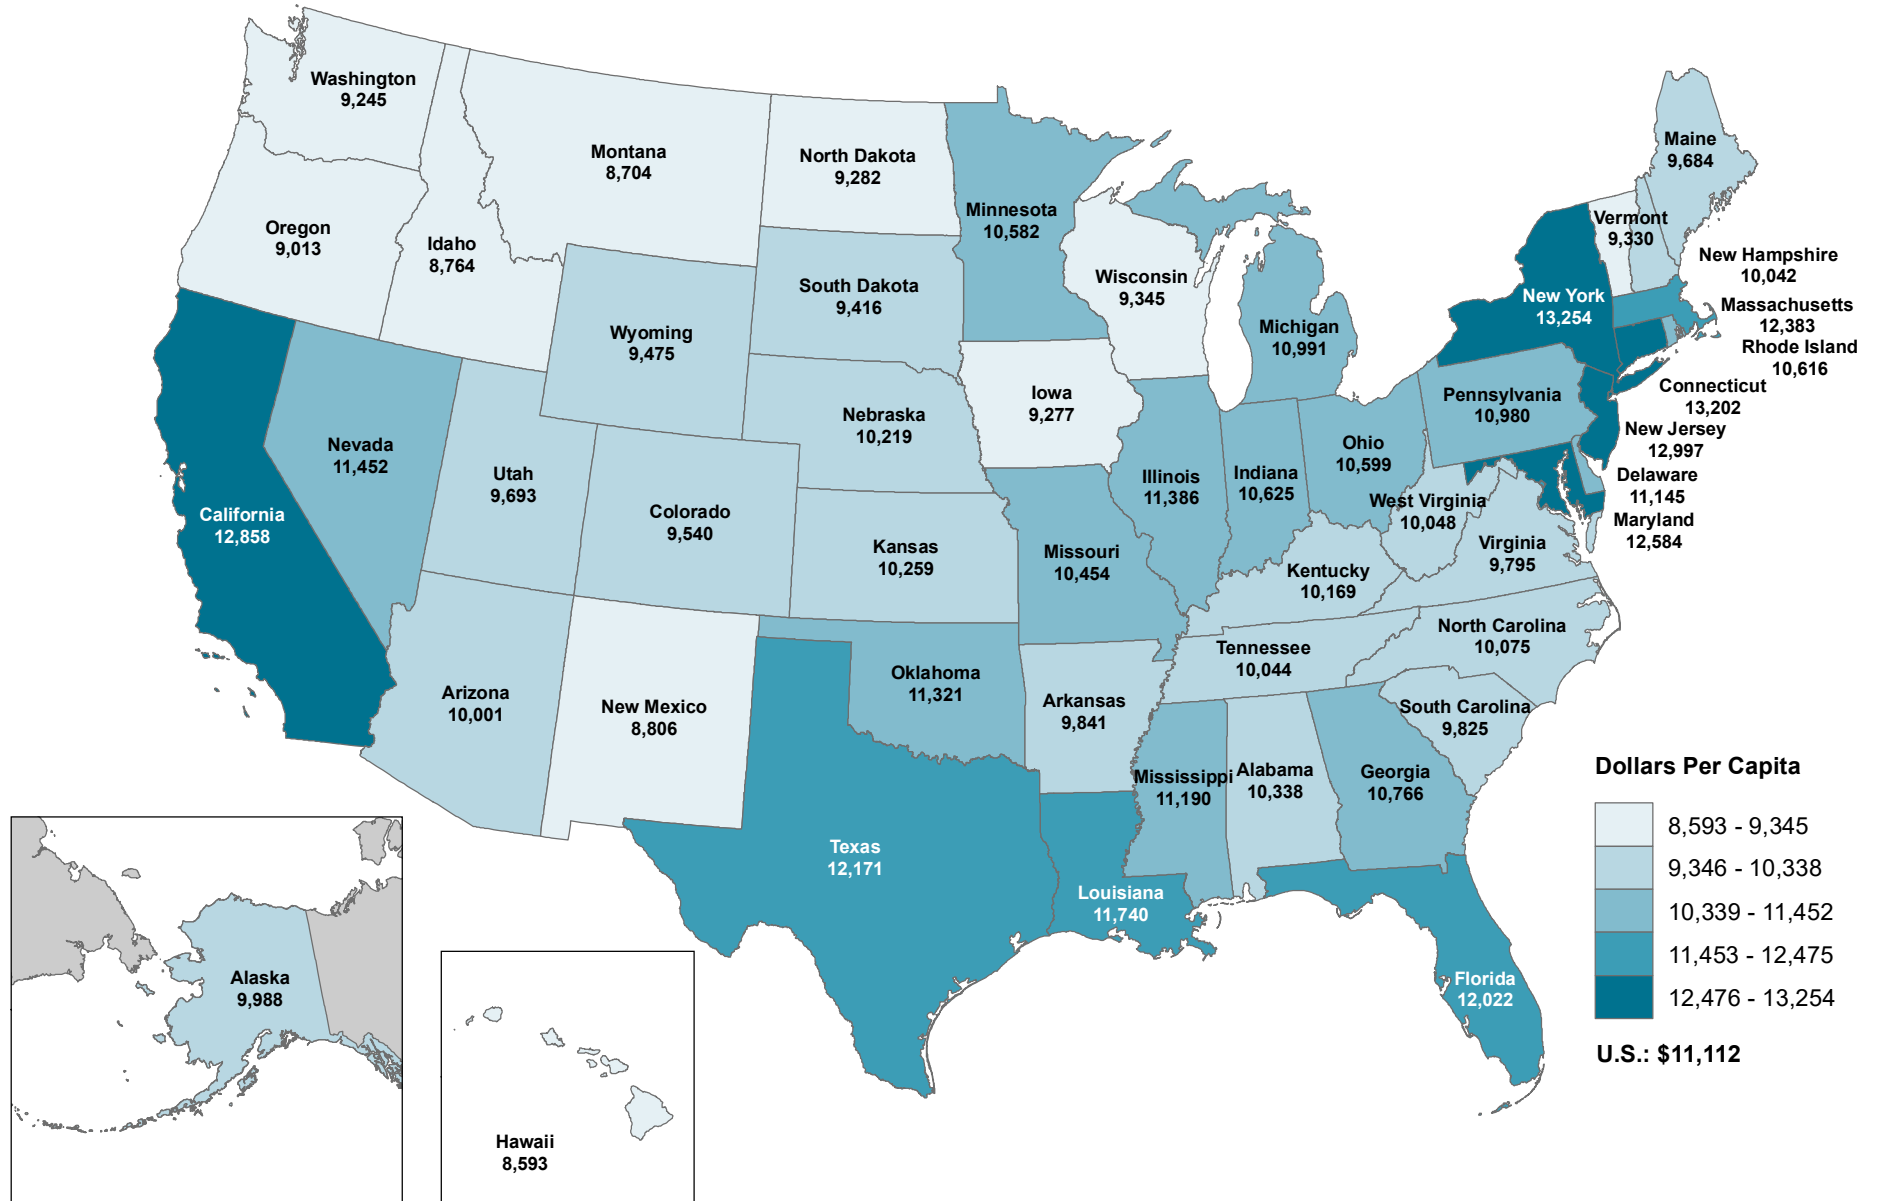 Washington
9,245
Montana
8,704
North Dakota
9,282
Minnesota
10,582
Maine
9,684
Oregon
9,013
Idaho
8,764
Vermont
9,330
New Hampshire
10,042
Wisconsin
9,345
South Dakota
9,416
New York
13,254
Massachusetts
12,383
Wyoming
9,475
Michigan
10,991
Rhode Island
10,616
Connecticut
13,202
Iowa
9,277
Nebraska
10,219
Pennsylvania
10,980
New Jersey
12,997
Nevada
11,452
Ohio
10,599
Utah
9,693
Illinois
11,386
Indiana
10,625
Delaware
11,145
California
12,858
Colorado
9,540
West Virginia
10,048
Maryland
12,584
Kansas
10,259
Missouri
10,454
Virginia
9,795
Kentucky
10,169
North Carolina
10,075
Tennessee
10,044
Arizona
10,001
New Mexico
8,806
Oklahoma
11,321
Arkansas
9,841
South Carolina
9,825
Mississippi
11,190
Alabama
10,338
Georgia
10,766
Texas
12,171
Louisiana
11,740
Florida
12,022
Alaska
9,988
Hawaii
8,593
Dollars Per Capita
8,593 - 9,345
9,346 - 10,338
10,339 - 11,452
11,453 - 12,475
12,476 - 13,254
U.S.: $11,112